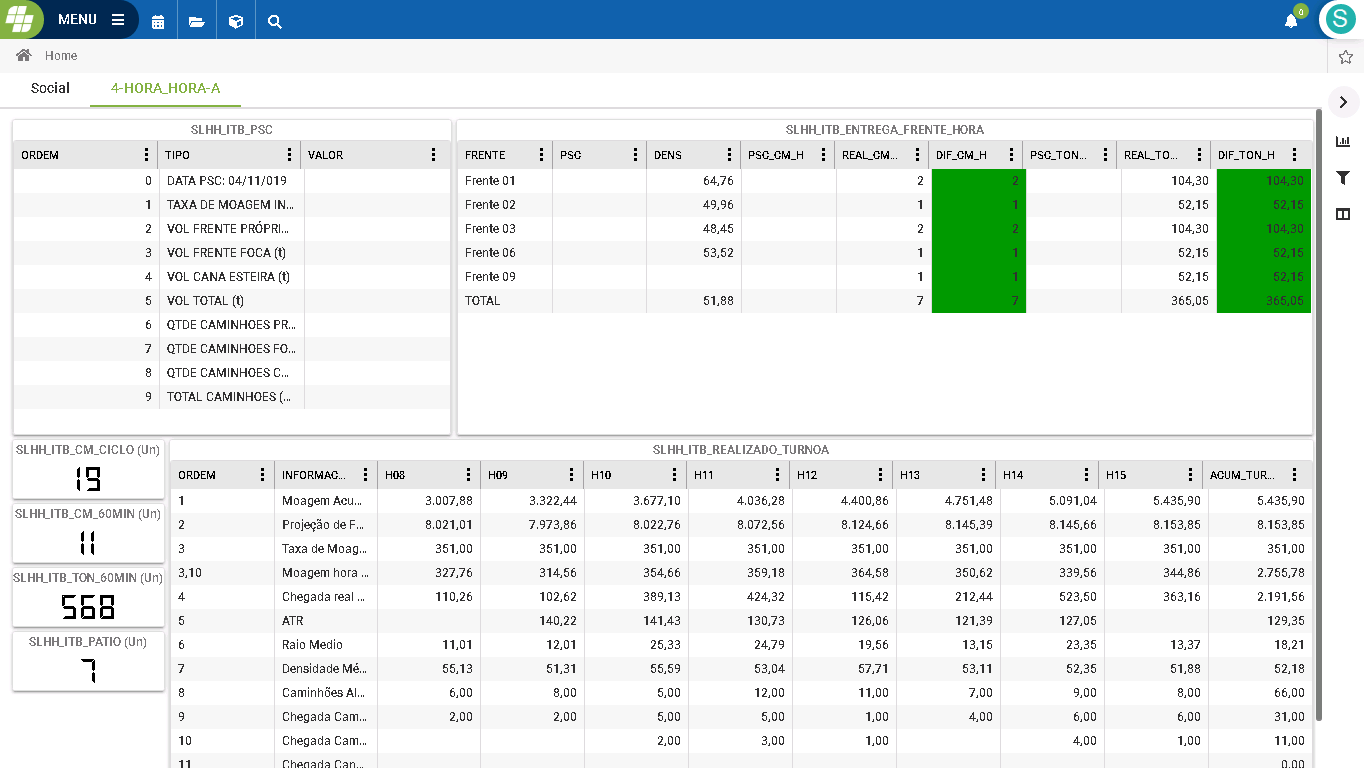 MENU
0
S
Home
Social 4-HORA_HORA-A
SLHH_ITB_PSC
ORDEM TIPO VALOR
0 DATA PSC: 04/11/019
1 TAXA DE MOAGEM IN...
2 VOL FRENTE PRÓPRI...
3 VOL FRENTE FOCA (t)
4 VOL CANA ESTEIRA (t)
5 VOL TOTAL (t)
6 QTDE CAMINHOES PR...
7 QTDE CAMINHOES FO...
8 QTDE CAMINHOES C...
9 TOTAL CAMINHOES (...
SLHH_ITB_ENTREGA_FRENTE_HORA
FRENTE PSC DENS PSC_CM_H REAL_CM... DIF_CM_H PSC_TON... REAL_TO... DIF_TON_H
Frente 01 64,76 2 2 104,30 104,30
Frente 02 49,96 1 1 52,15 52,15
Frente 03 48,45 2 2 104,30 104,30
Frente 06 53,52 1 1 52,15 52,15
Frente 09 1 1 52,15 52,15
TOTAL 51,88 7 7 365,05 365,05
SLHH_ITB_CM_CICLO (Un)
19
SLHH_ITB_CM_60MIN (Un)
11
SLHH_ITB_TON_60MIN (Un)
568
SLHH_ITB_PATIO (Un)
7
SLHH_ITB_REALIZADO_TURNOA
ORDEM INFORMAC... H08 H09 H10 H11 H12 H13 H14 H15 ACUM_TUR...
1 Moagem Acu... 3.007,88 3.322,44 3.677,10 4.036,28 4.400,86 4.751,48 5.091,04 5.435,90 5.435,90
2 Projeção de F... 8.021,01 7.973,86 8.022,76 8.072,56 8.124,66 8.145,39 8.145,66 8.153,85 8.153,85
3 Taxa de Moag... 351,00 351,00 351,00 351,00 351,00 351,00 351,00 351,00 351,00
3,10 Moagem hora ... 327,76 314,56 354,66 359,18 364,58 350,62 339,56 344,86 2.755,78
4 Chegada real ... 110,26 102,62 389,13 424,32 115,42 212,44 523,50 363,16 2.191,56
5 ATR 140,22 141,43 130,73 126,06 121,39 127,05 129,35
6 Raio Medio 11,01 12,01 25,33 24,79 19,56 13,15 23,35 13,37 18,21
7 Densidade Mé... 55,13 51,31 55,59 53,04 57,71 53,11 52,35 51,88 52,18
8 Caminhões Al... 6,00 8,00 5,00 12,00 11,00 7,00 9,00 8,00 66,00
9 Chegada Cam... 2,00 2,00 5,00 5,00 1,00 4,00 6,00 6,00 31,00
10 Chegada Cam... 2,00 3,00 1,00 4,00 1,00 11,00
11 Chegada Can... 0,00